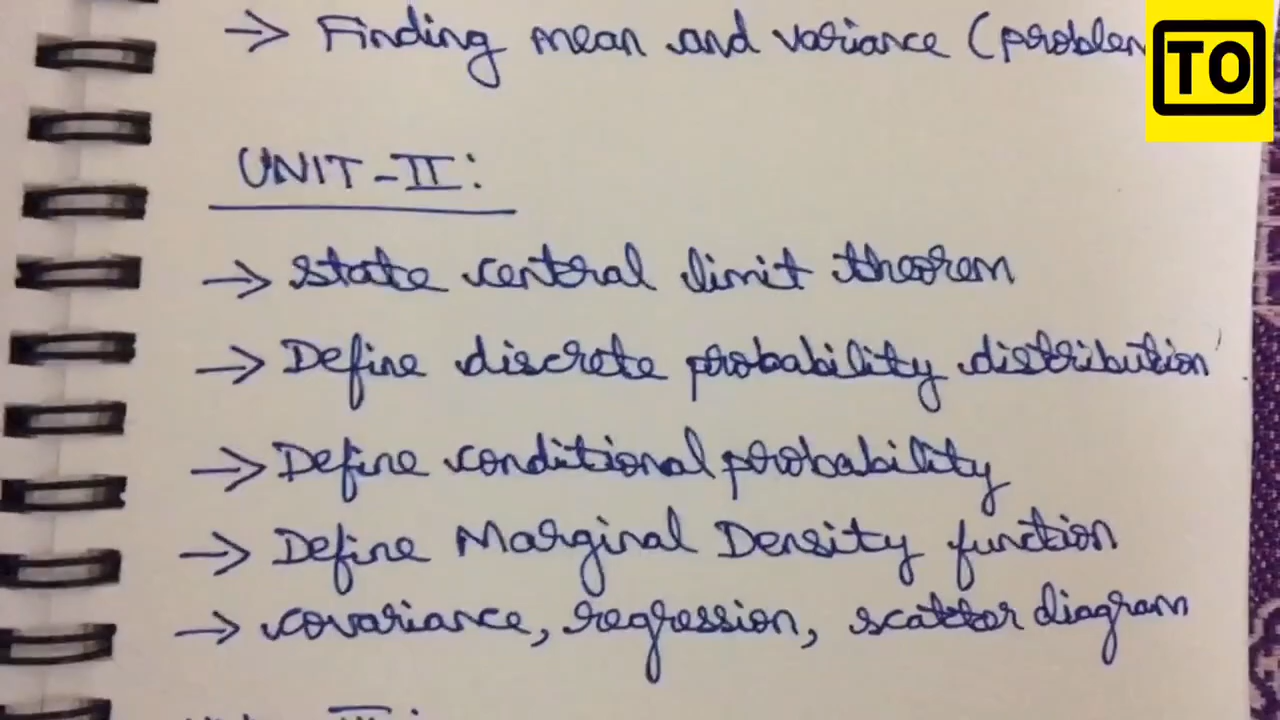 → Finding mean and variance (problem
TO
UNIT-II:
→ state central limit theorem
→ Define discrete probability distribution
→ Define conditional probability
→ Define Marginal Density function
→ covariance, regression, scatter diagram